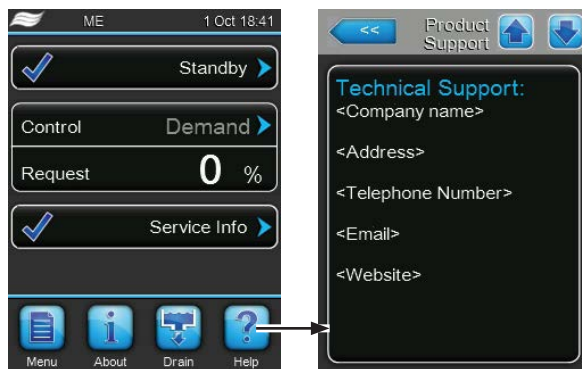 ME 1 Oct 18:41
Standby
Control Demand
Request 0 %
Service Info
Menu About Drain Help
<< Product
Support
Technical Support:
<Company name>
<Address>
<Telephone Number>
<Email>
<Website>